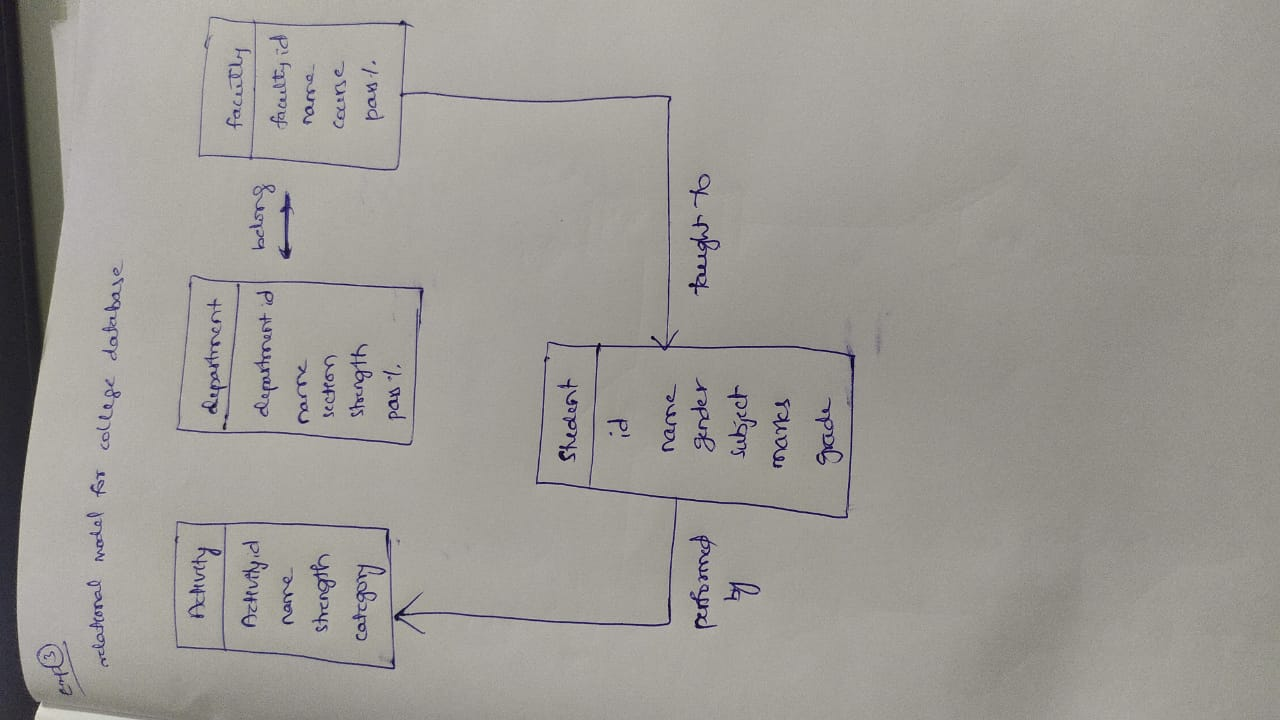 exp 3
relational model for college database
Activity
Activity.id
name
strength
category
department
department id
name
section
strength
pass%.
belong
faculty
faculty id
name
course
pass%.
Student
id
name
gender
subject
marks
grade
performed
by
taught to